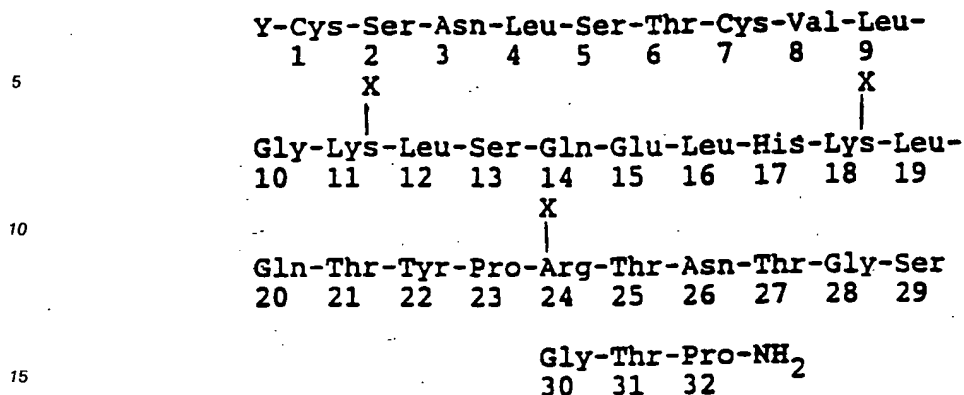 Y-Cys-Ser-Asn-Leu-Ser-Thr-Cys-Val-Leu-
1 2 3 4 5 6 7 8 9
5 X X
Gly-Lys-Leu-Ser-Gln-Glu-Leu-His-Lys-Leu-
10 11 12 13 14 15 16 17 18 19
X
10
Gln-Thr-Tyr-Pro-Arg-Thr-Asn-Thr-Gly-Ser
20 21 22 23 24 25 26 27 28 29
Gly-Thr-Pro-NH2
15
30 31 32